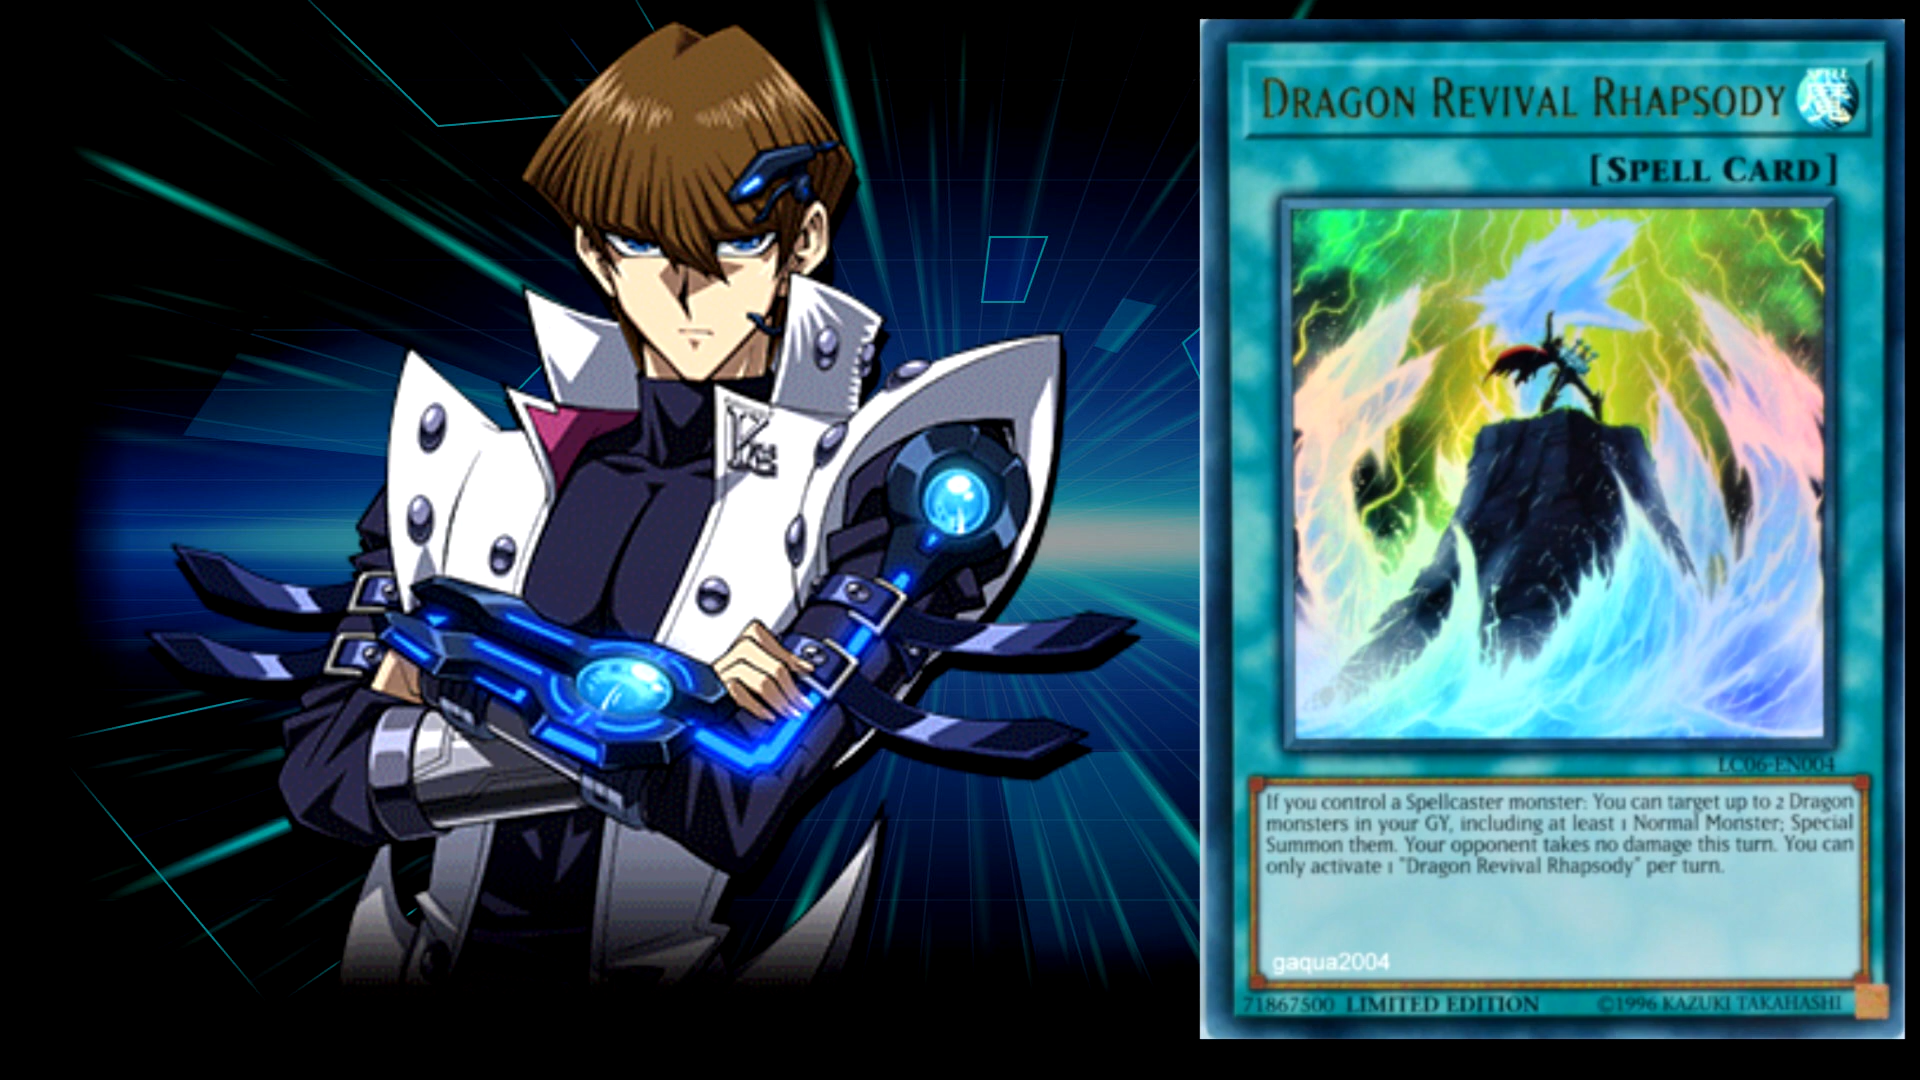 DRAGON REVIVAL RHAPSODY
魔
[SPELL CARD]
KC
LC06-EN004
If you control a Spellcaster monster: You can target up to 2 Dragon
monsters in your GY, including at least 1 Normal Monster; Special
Summon them. Your opponent takes no damage this turn. You can
only activate 1 "Dragon Revival Rhapsody" per turn.
gaqua2004
71867500 LIMITED EDITION ©1996 KAZUKI TAKAHASHI